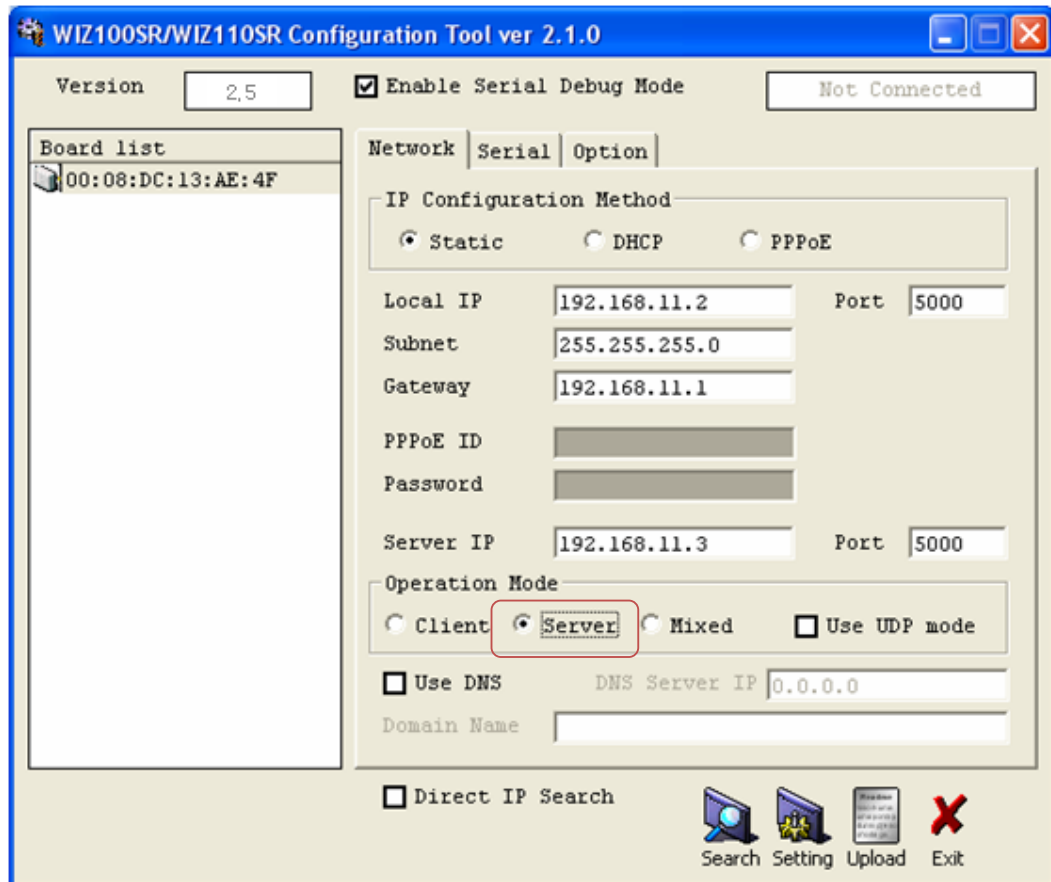 WIZ100SR/WIZ110SR Configuration Tool ver 2.1.0
Version 2,5 Enable Serial Debug Mode Not Connected
Board list
00:08:DC:13:AE:4F
Network Serial Option
IP Configuration Method
Static DHCP PPPoE
Local IP 192.168.11.2 Port 5000
Subnet 255.255.255.0
Gateway 192.168.11.1
PPPoE ID
Password
Server IP 192.168.11.3 Port 5000
Operation Mode
Client Server Mixed Use UDP mode
Use DNS DNS Server IP 0.0.0.0
Domain Name
Direct IP Search
Search Setting Upload Exit